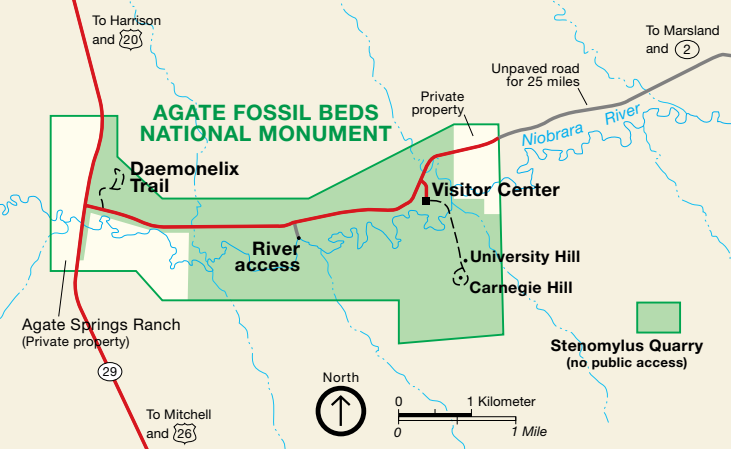 To Harrison
and 20
To Marsland
and 2
Unpaved road
for 25 miles
Private
property
AGATE FOSSIL BEDS
NATIONAL MONUMENT
Niobrara River
Daemonelix
Trail
Visitor Center
River
access
University Hill
Carnegie Hill
Agate Springs Ranch
(Private property)
Stenomylus Quarry
(no public access)
29
North
0 1 Kilometer
0 1 Mile
To Mitchell
and 26